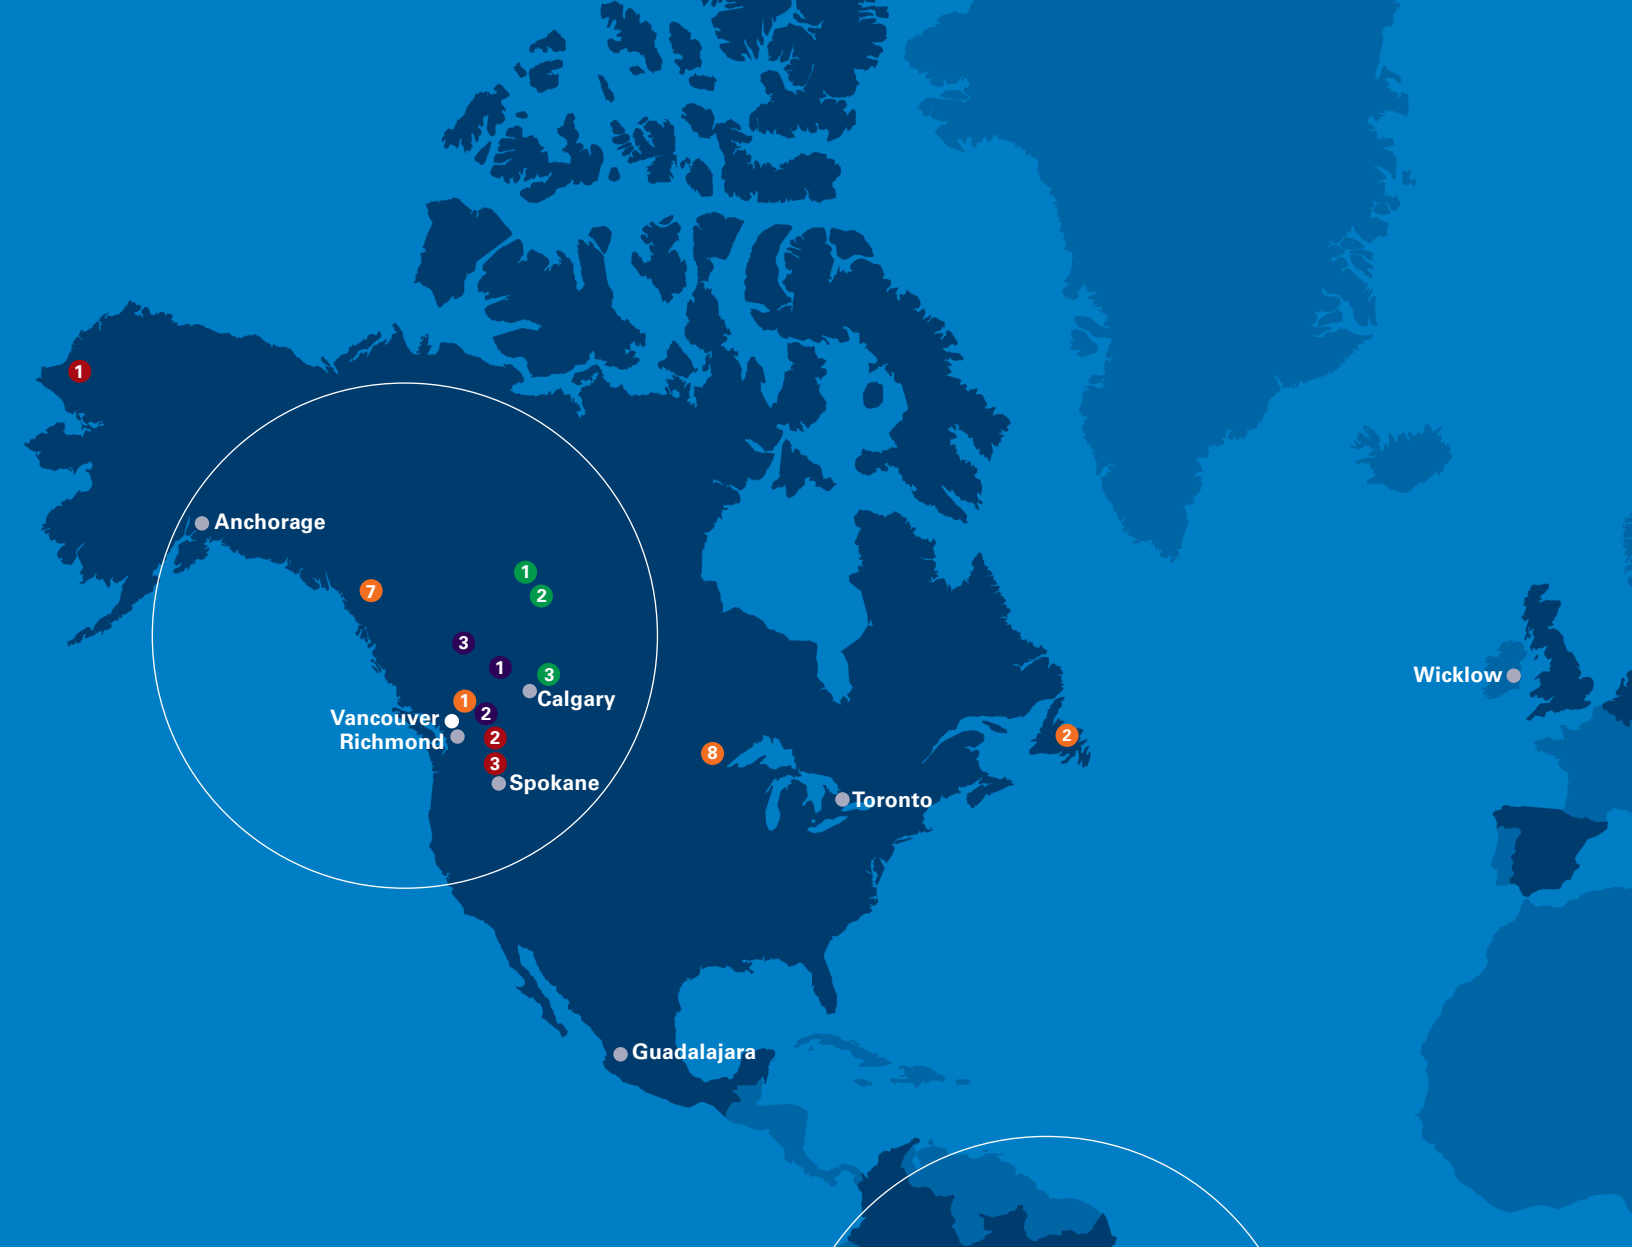 1
Anchorage
1
7
2
3
1
3
Wicklow
Calgary
1
2
Vancouver
2
2
Richmond
8
3
Spokane
Toronto
Guadalajara